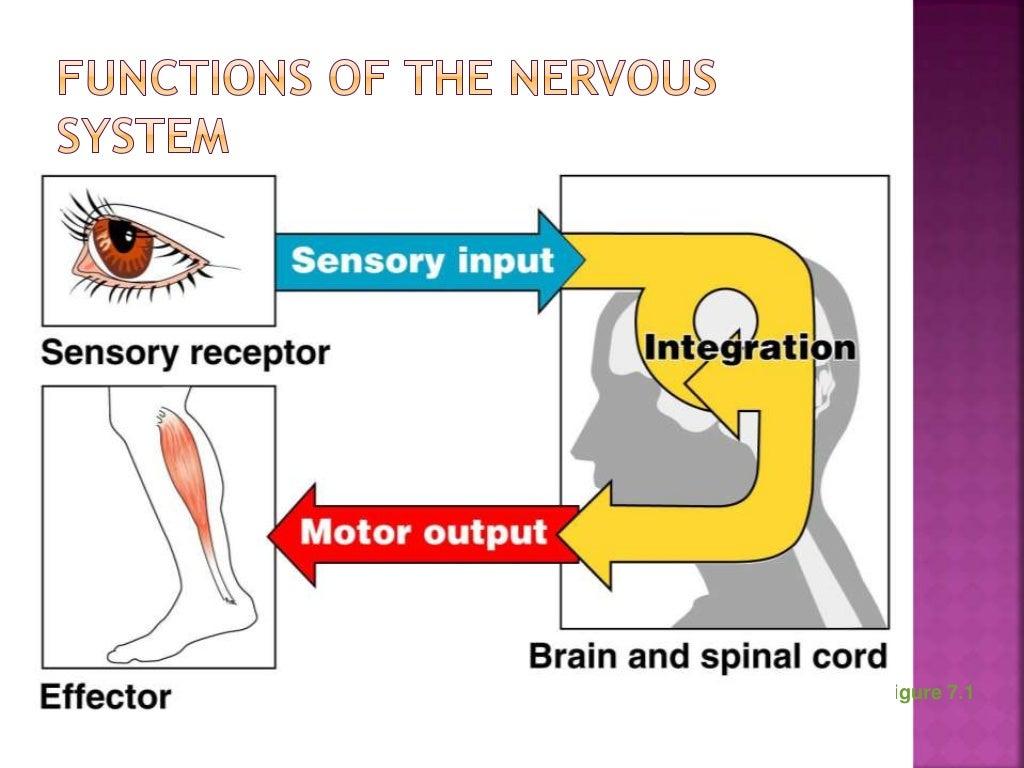 FUNCTIONS OF THE NERVOUS
SYSTEM
Sensory input
Sensory receptor
Integration
Motor output
Brain and spinal cord
Effector
igure 7.1